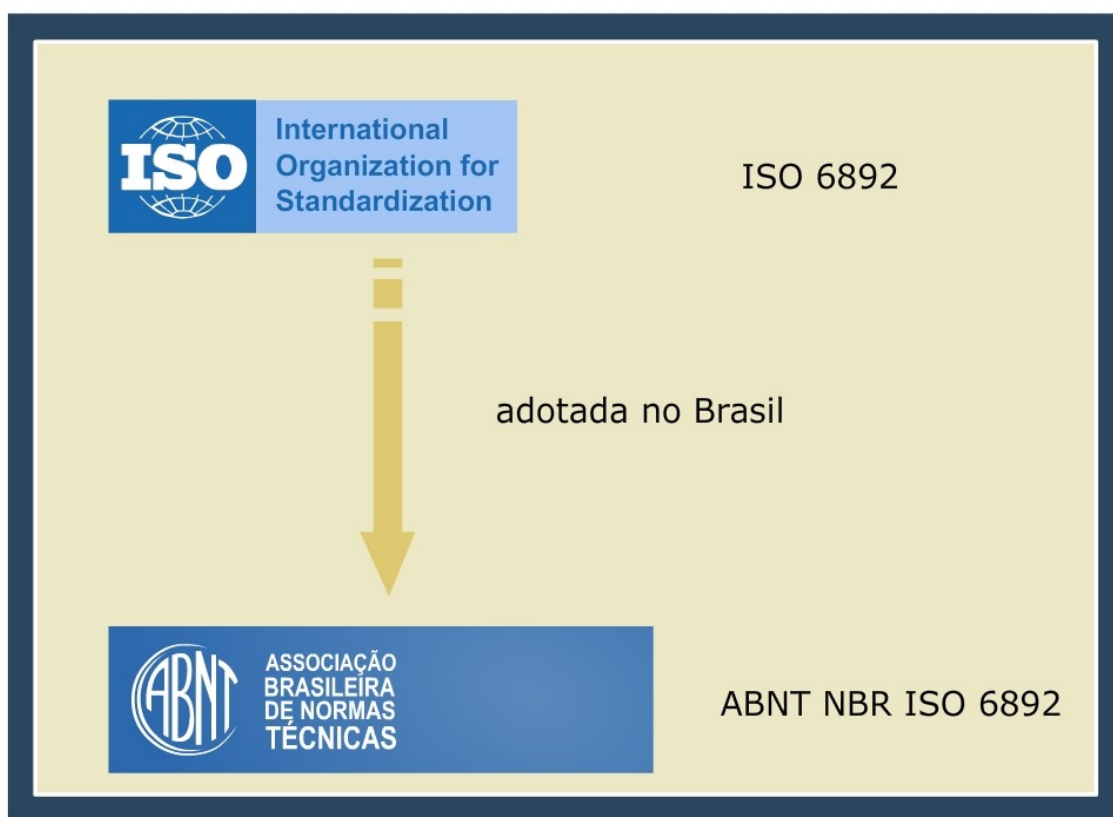 ISO
International
Organization for
Standardization
ISO 6892
adotada no Brasil
ABNT
ASSOCIAÇÃO
BRASILEIRA
DE NORMAS
TÉCNICAS
ABNT NBR ISO 6892